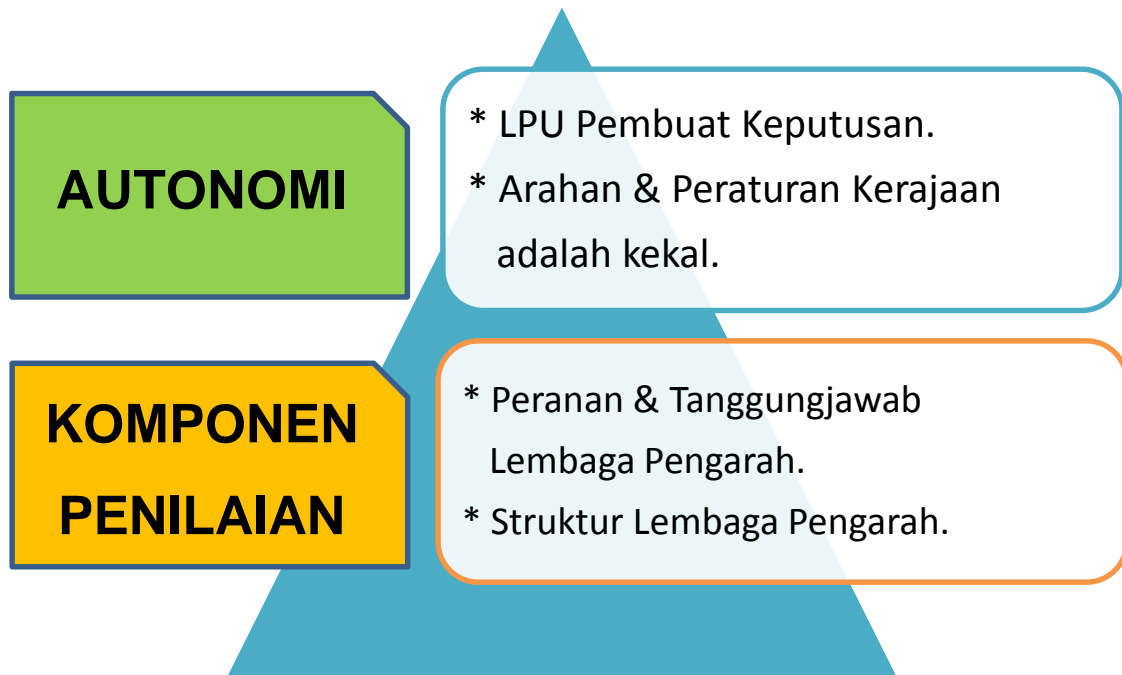 AUTONOMI
* LPU Pembuat Keputusan.
* Arahan & Peraturan Kerajaan
adalah kekal.
KOMPONEN
PENILAIAN
* Peranan & Tanggungjawab
Lembaga Pengarah.
* Struktur Lembaga Pengarah.